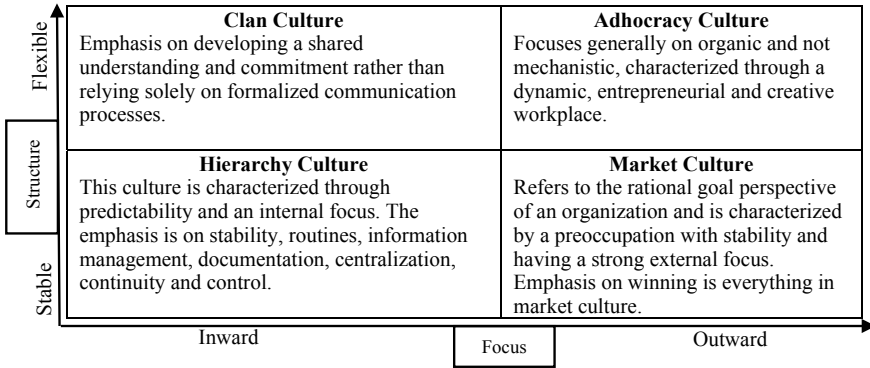 Flexible
Structure
Stable
Clan Culture
Emphasis on developing a shared
understanding and commitment rather than
relying solely on formalized communication
processes.
Adhocracy Culture
Focuses generally on organic and not
mechanistic, characterized through a
dynamic, entrepreneurial and creative
workplace.
Hierarchy Culture
This culture is characterized through
predictability and an internal focus. The
emphasis is on stability, routines, information
management, documentation, centralization,
continuity and control.
Market Culture
Refers to the rational goal perspective
of an organization and is characterized
by a preoccupation with stability and
having a strong external focus.
Emphasis on winning is everything in
market culture.
Inward
Focus
Outward